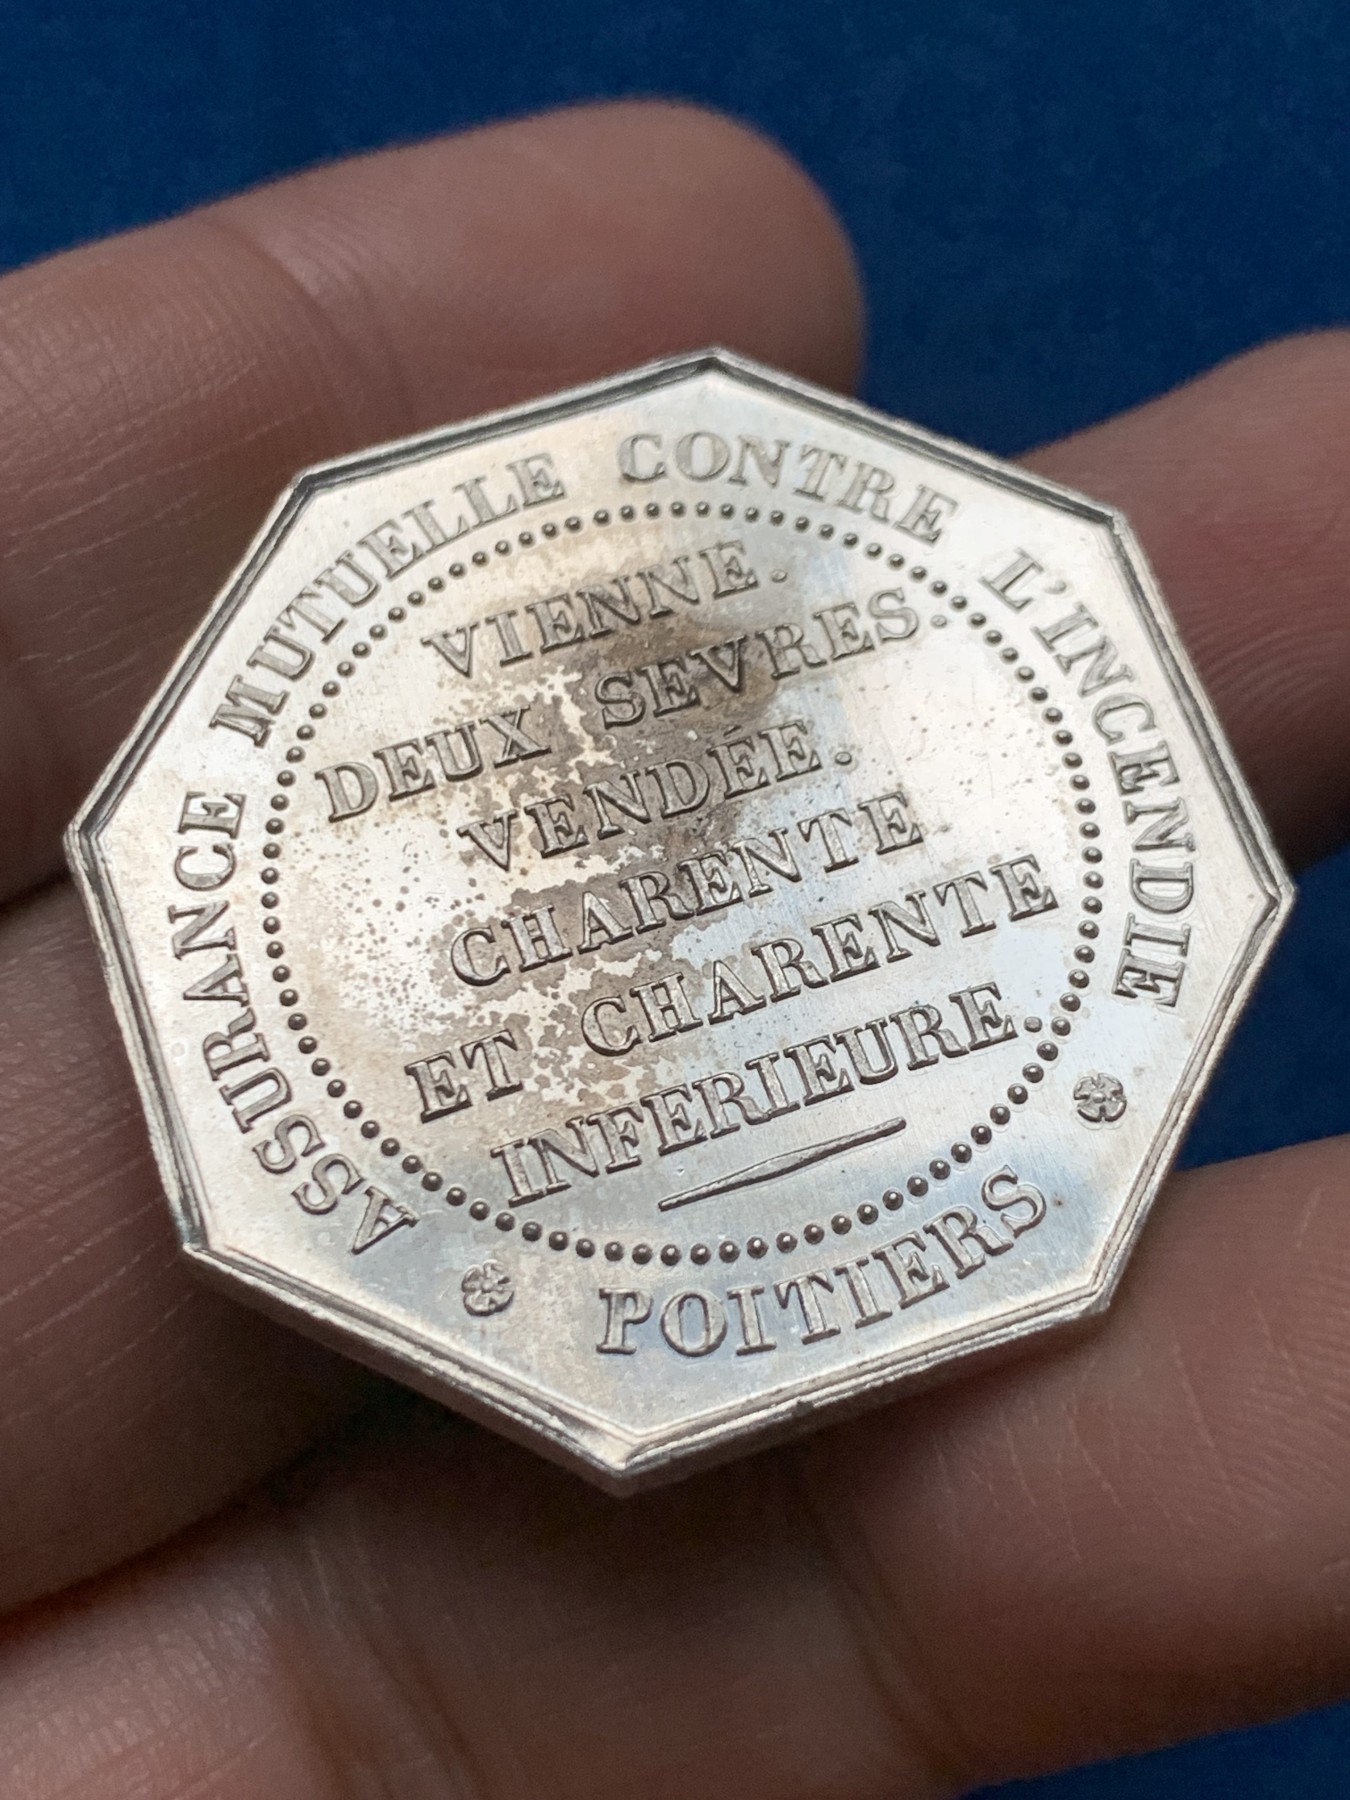 ASSURANCE MUTUELLE CONTRE L'INCENDIE
VIENNE.
DEUX SEVRES.
VENDÉE.
CHARENTE
ET CHARENTE
INFERIEURE.
POITIERS